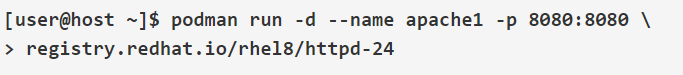 [user@host ~]$ podman run -d --name apache1 -p 8080:8080 \
> registry.redhat.io/rhel8/httpd-24